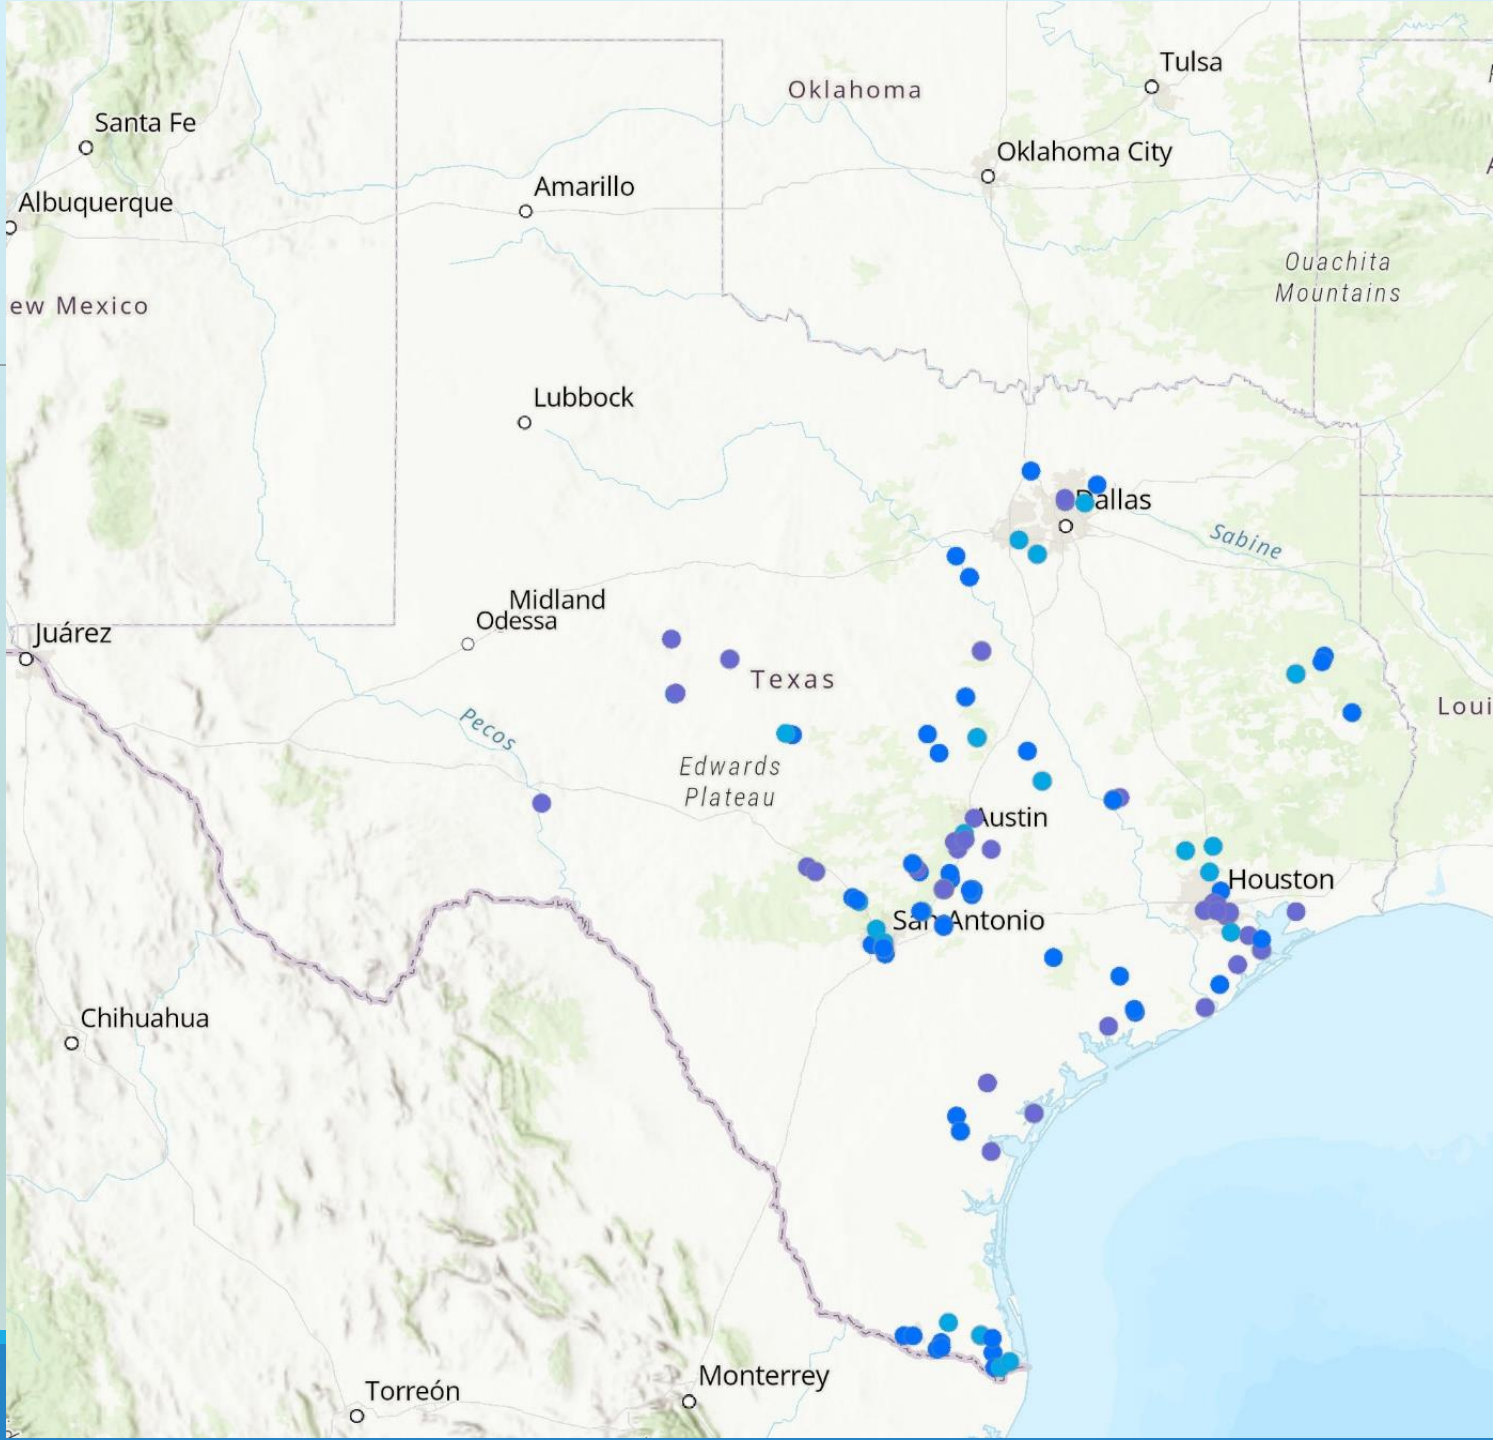 Tulsa
Oklahoma
Santa Fe
Oklahoma City
Amarillo
Albuquerque
Ouachita
Mountains
ew Mexico
Lubbock
Dallas
Sabine
Midland
Odessa
Juárez
Texas
Loui
Pecos
Edwards
Plateau
Austin
Houston
San Antonio
Chihuahua
Monterrey
Torreón